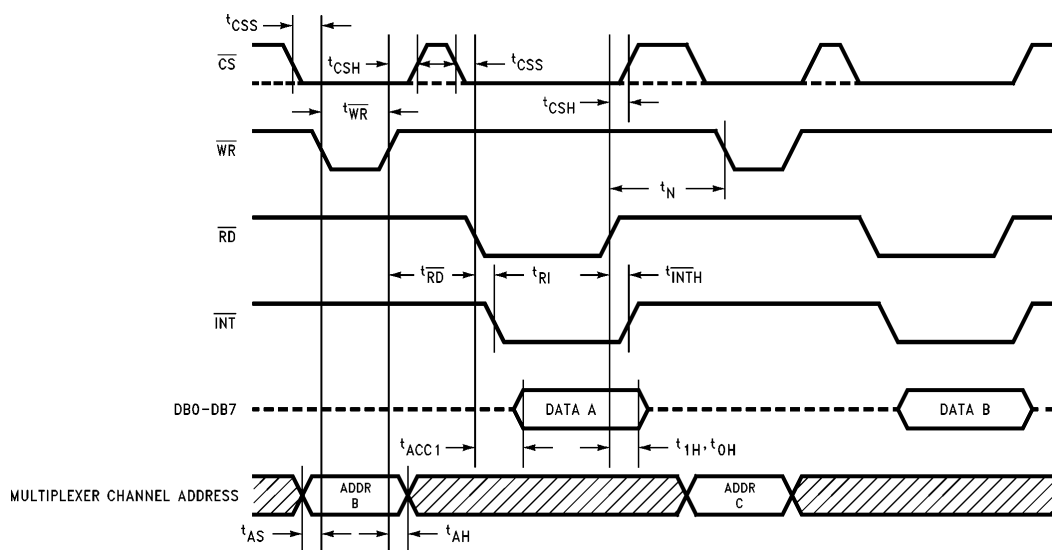 tCSS
CS
tCSH
tCSS
tCSH
tWR
WR
tN
RD
tRD
tRI
tINTH
INT
DB0-DB7
DATA A
DATA B
tACC1
t1H, t0H
MULTIPLEXER CHANNEL ADDRESS
ADDR
B
ADDR
C
tAS
tAH